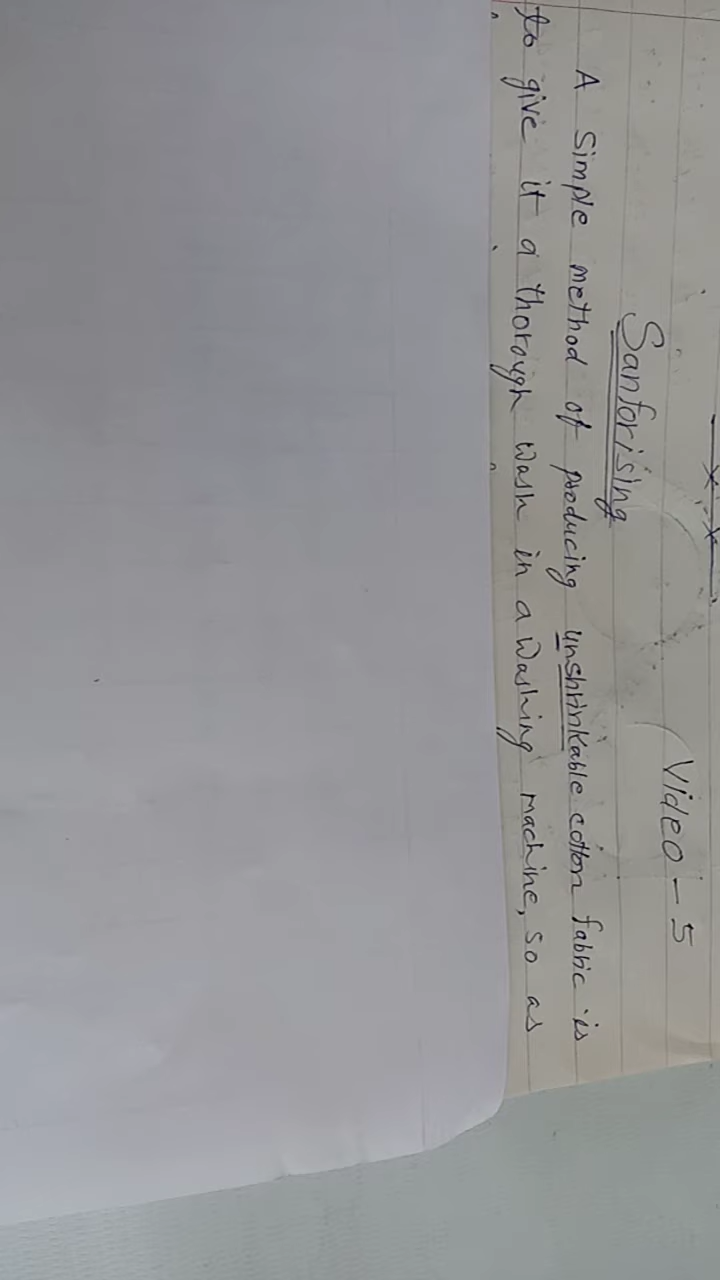 Video - 5
Sanforising
A simple method of producing unshrinkable cotton fabric is
to give it a thorough wash in a washing machine, so as